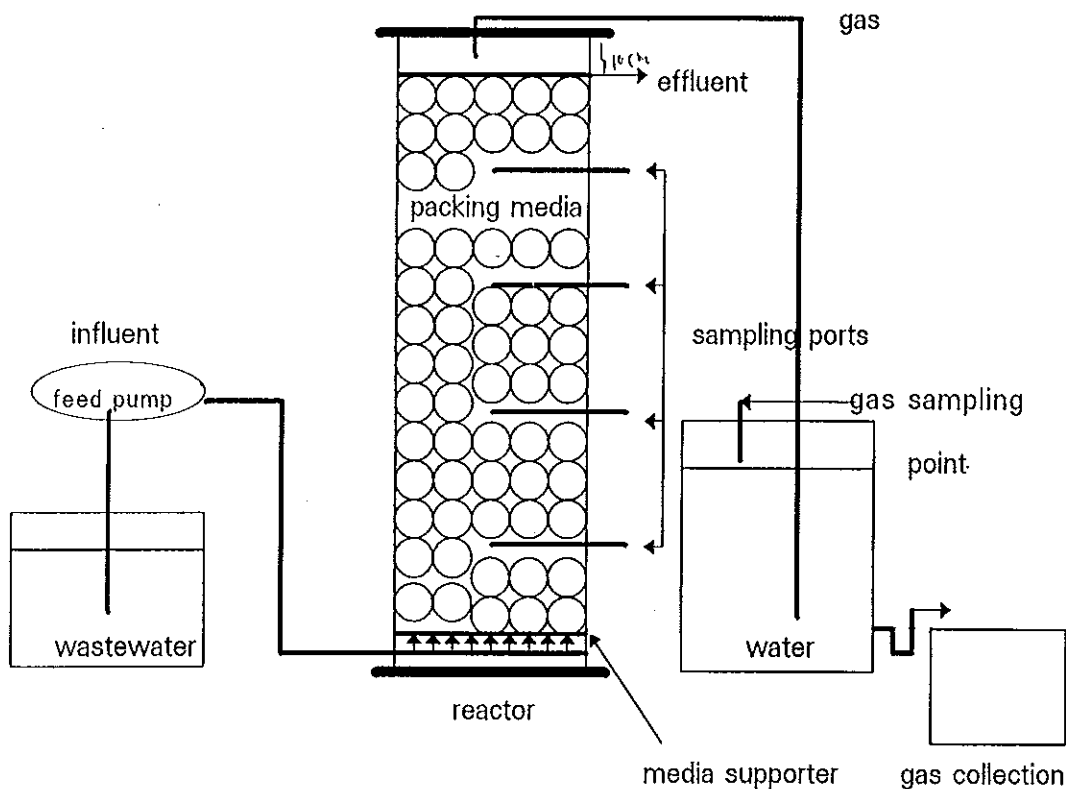 gas
10cm
effluent
packing media
influent
feed pump
sampling ports
gas sampling
point
wastewater
water
reactor
media supporter
gas collection